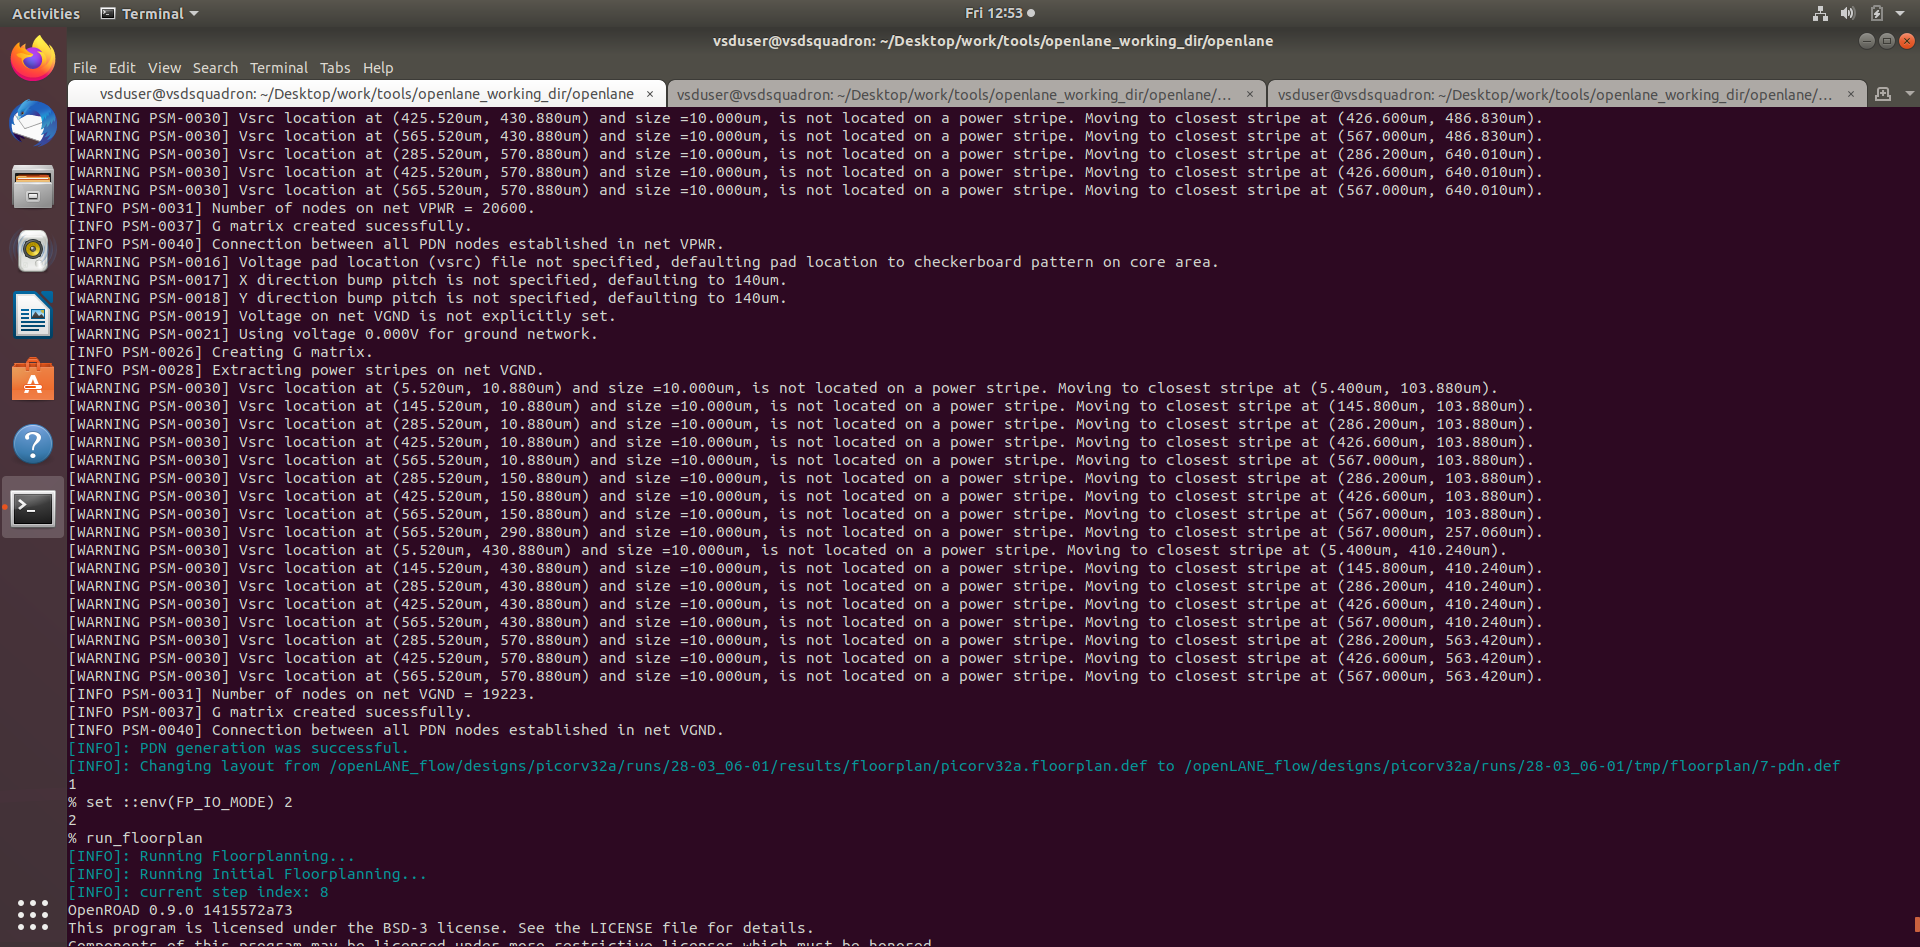 Activities
Terminal
Fri 12:53
vsduser@vsdsquadron: ~/Desktop/work/tools/openlane_working_dir/openlane
File Edit View Search Terminal Tabs Help
vsduser@vsdsquadron: ~/Desktop/work/tools/openlane_working_dir/openlane ×
vsduser@vsdsquadron: ~/Desktop/work/tools/openlane_working_dir/openlane/... ×
vsduser@vsdsquadron: ~/Desktop/work/tools/openlane_working_dir/openlane/... ×
[WARNING PSM-0030] Vsrc location at (425.520um, 430.880um) and size =10.000um, is not located on a power stripe. Moving to closest stripe at (426.600um, 486.830um).
[WARNING PSM-0030] Vsrc location at (565.520um, 430.880um) and size =10.000um, is not located on a power stripe. Moving to closest stripe at (567.000um, 486.830um).
[WARNING PSM-0030] Vsrc location at (285.520um, 570.880um) and size =10.000um, is not located on a power stripe. Moving to closest stripe at (286.200um, 640.010um).
[WARNING PSM-0030] Vsrc location at (425.520um, 570.880um) and size =10.000um, is not located on a power stripe. Moving to closest stripe at (426.600um, 640.010um).
[WARNING PSM-0030] Vsrc location at (565.520um, 570.880um) and size =10.000um, is not located on a power stripe. Moving to closest stripe at (567.000um, 640.010um).
[INFO PSM-0031] Number of nodes on net VPWR = 20600.
[INFO PSM-0037] G matrix created sucessfully.
[INFO PSM-0040] Connection between all PDN nodes established in net VPWR.
[WARNING PSM-0016] Voltage pad location (vsrc) file not specified, defaulting pad location to checkerboard pattern on core area.
[WARNING PSM-0017] X direction bump pitch is not specified, defaulting to 140um.
[WARNING PSM-0018] Y direction bump pitch is not specified, defaulting to 140um.
[WARNING PSM-0019] Voltage on net VGND is not explicitly set.
[WARNING PSM-0021] Using voltage 0.000V for ground network.
[INFO PSM-0026] Creating G matrix.
[INFO PSM-0028] Extracting power stripes on net VGND.
[WARNING PSM-0030] Vsrc location at (5.520um, 10.880um) and size =10.000um, is not located on a power stripe. Moving to closest stripe at (5.400um, 103.880um).
[WARNING PSM-0030] Vsrc location at (145.520um, 10.880um) and size =10.000um, is not located on a power stripe. Moving to closest stripe at (145.800um, 103.880um).
[WARNING PSM-0030] Vsrc location at (285.520um, 10.880um) and size =10.000um, is not located on a power stripe. Moving to closest stripe at (286.200um, 103.880um).
[WARNING PSM-0030] Vsrc location at (425.520um, 10.880um) and size =10.000um, is not located on a power stripe. Moving to closest stripe at (426.600um, 103.880um).
[WARNING PSM-0030] Vsrc location at (565.520um, 10.880um) and size =10.000um, is not located on a power stripe. Moving to closest stripe at (567.000um, 103.880um).
[WARNING PSM-0030] Vsrc location at (285.520um, 150.880um) and size =10.000um, is not located on a power stripe. Moving to closest stripe at (286.200um, 103.880um).
[WARNING PSM-0030] Vsrc location at (425.520um, 150.880um) and size =10.000um, is not located on a power stripe. Moving to closest stripe at (426.600um, 103.880um).
[WARNING PSM-0030] Vsrc location at (565.520um, 150.880um) and size =10.000um, is not located on a power stripe. Moving to closest stripe at (567.000um, 103.880um).
[WARNING PSM-0030] Vsrc location at (565.520um, 290.880um) and size =10.000um, is not located on a power stripe. Moving to closest stripe at (567.000um, 257.060um).
[WARNING PSM-0030] Vsrc location at (5.520um, 430.880um) and size =10.000um, is not located on a power stripe. Moving to closest stripe at (5.400um, 410.240um).
[WARNING PSM-0030] Vsrc location at (145.520um, 430.880um) and size =10.000um, is not located on a power stripe. Moving to closest stripe at (145.800um, 410.240um).
[WARNING PSM-0030] Vsrc location at (285.520um, 430.880um) and size =10.000um, is not located on a power stripe. Moving to closest stripe at (286.200um, 410.240um).
[WARNING PSM-0030] Vsrc location at (425.520um, 430.880um) and size =10.000um, is not located on a power stripe. Moving to closest stripe at (426.600um, 410.240um).
[WARNING PSM-0030] Vsrc location at (565.520um, 430.880um) and size =10.000um, is not located on a power stripe. Moving to closest stripe at (567.000um, 410.240um).
[WARNING PSM-0030] Vsrc location at (285.520um, 570.880um) and size =10.000um, is not located on a power stripe. Moving to closest stripe at (286.200um, 563.420um).
[WARNING PSM-0030] Vsrc location at (425.520um, 570.880um) and size =10.000um, is not located on a power stripe. Moving to closest stripe at (426.600um, 563.420um).
[WARNING PSM-0030] Vsrc location at (565.520um, 570.880um) and size =10.000um, is not located on a power stripe. Moving to closest stripe at (567.000um, 563.420um).
[INFO PSM-0031] Number of nodes on net VGND = 19223.
[INFO PSM-0037] G matrix created sucessfully.
[INFO PSM-0040] Connection between all PDN nodes established in net VGND.
[INFO]: PDN generation was successful.
[INFO]: Changing layout from /openLANE_flow/designs/picorv32a/runs/28-03_06-01/results/floorplan/picorv32a.floorplan.def to /openLANE_flow/designs/picorv32a/runs/28-03_06-01/tmp/floorplan/7-pdn.def
1
% set ::env(FP_IO_MODE) 2
2
% run_floorplan
[INFO]: Running Floorplanning...
[INFO]: Running Initial Floorplanning...
[INFO]: current step index: 8
OpenROAD 0.9.0 1415572a73
This program is licensed under the BSD-3 license. See the LICENSE file for details.
Components of this program may be licensed under more restrictive licenses which must be honored.